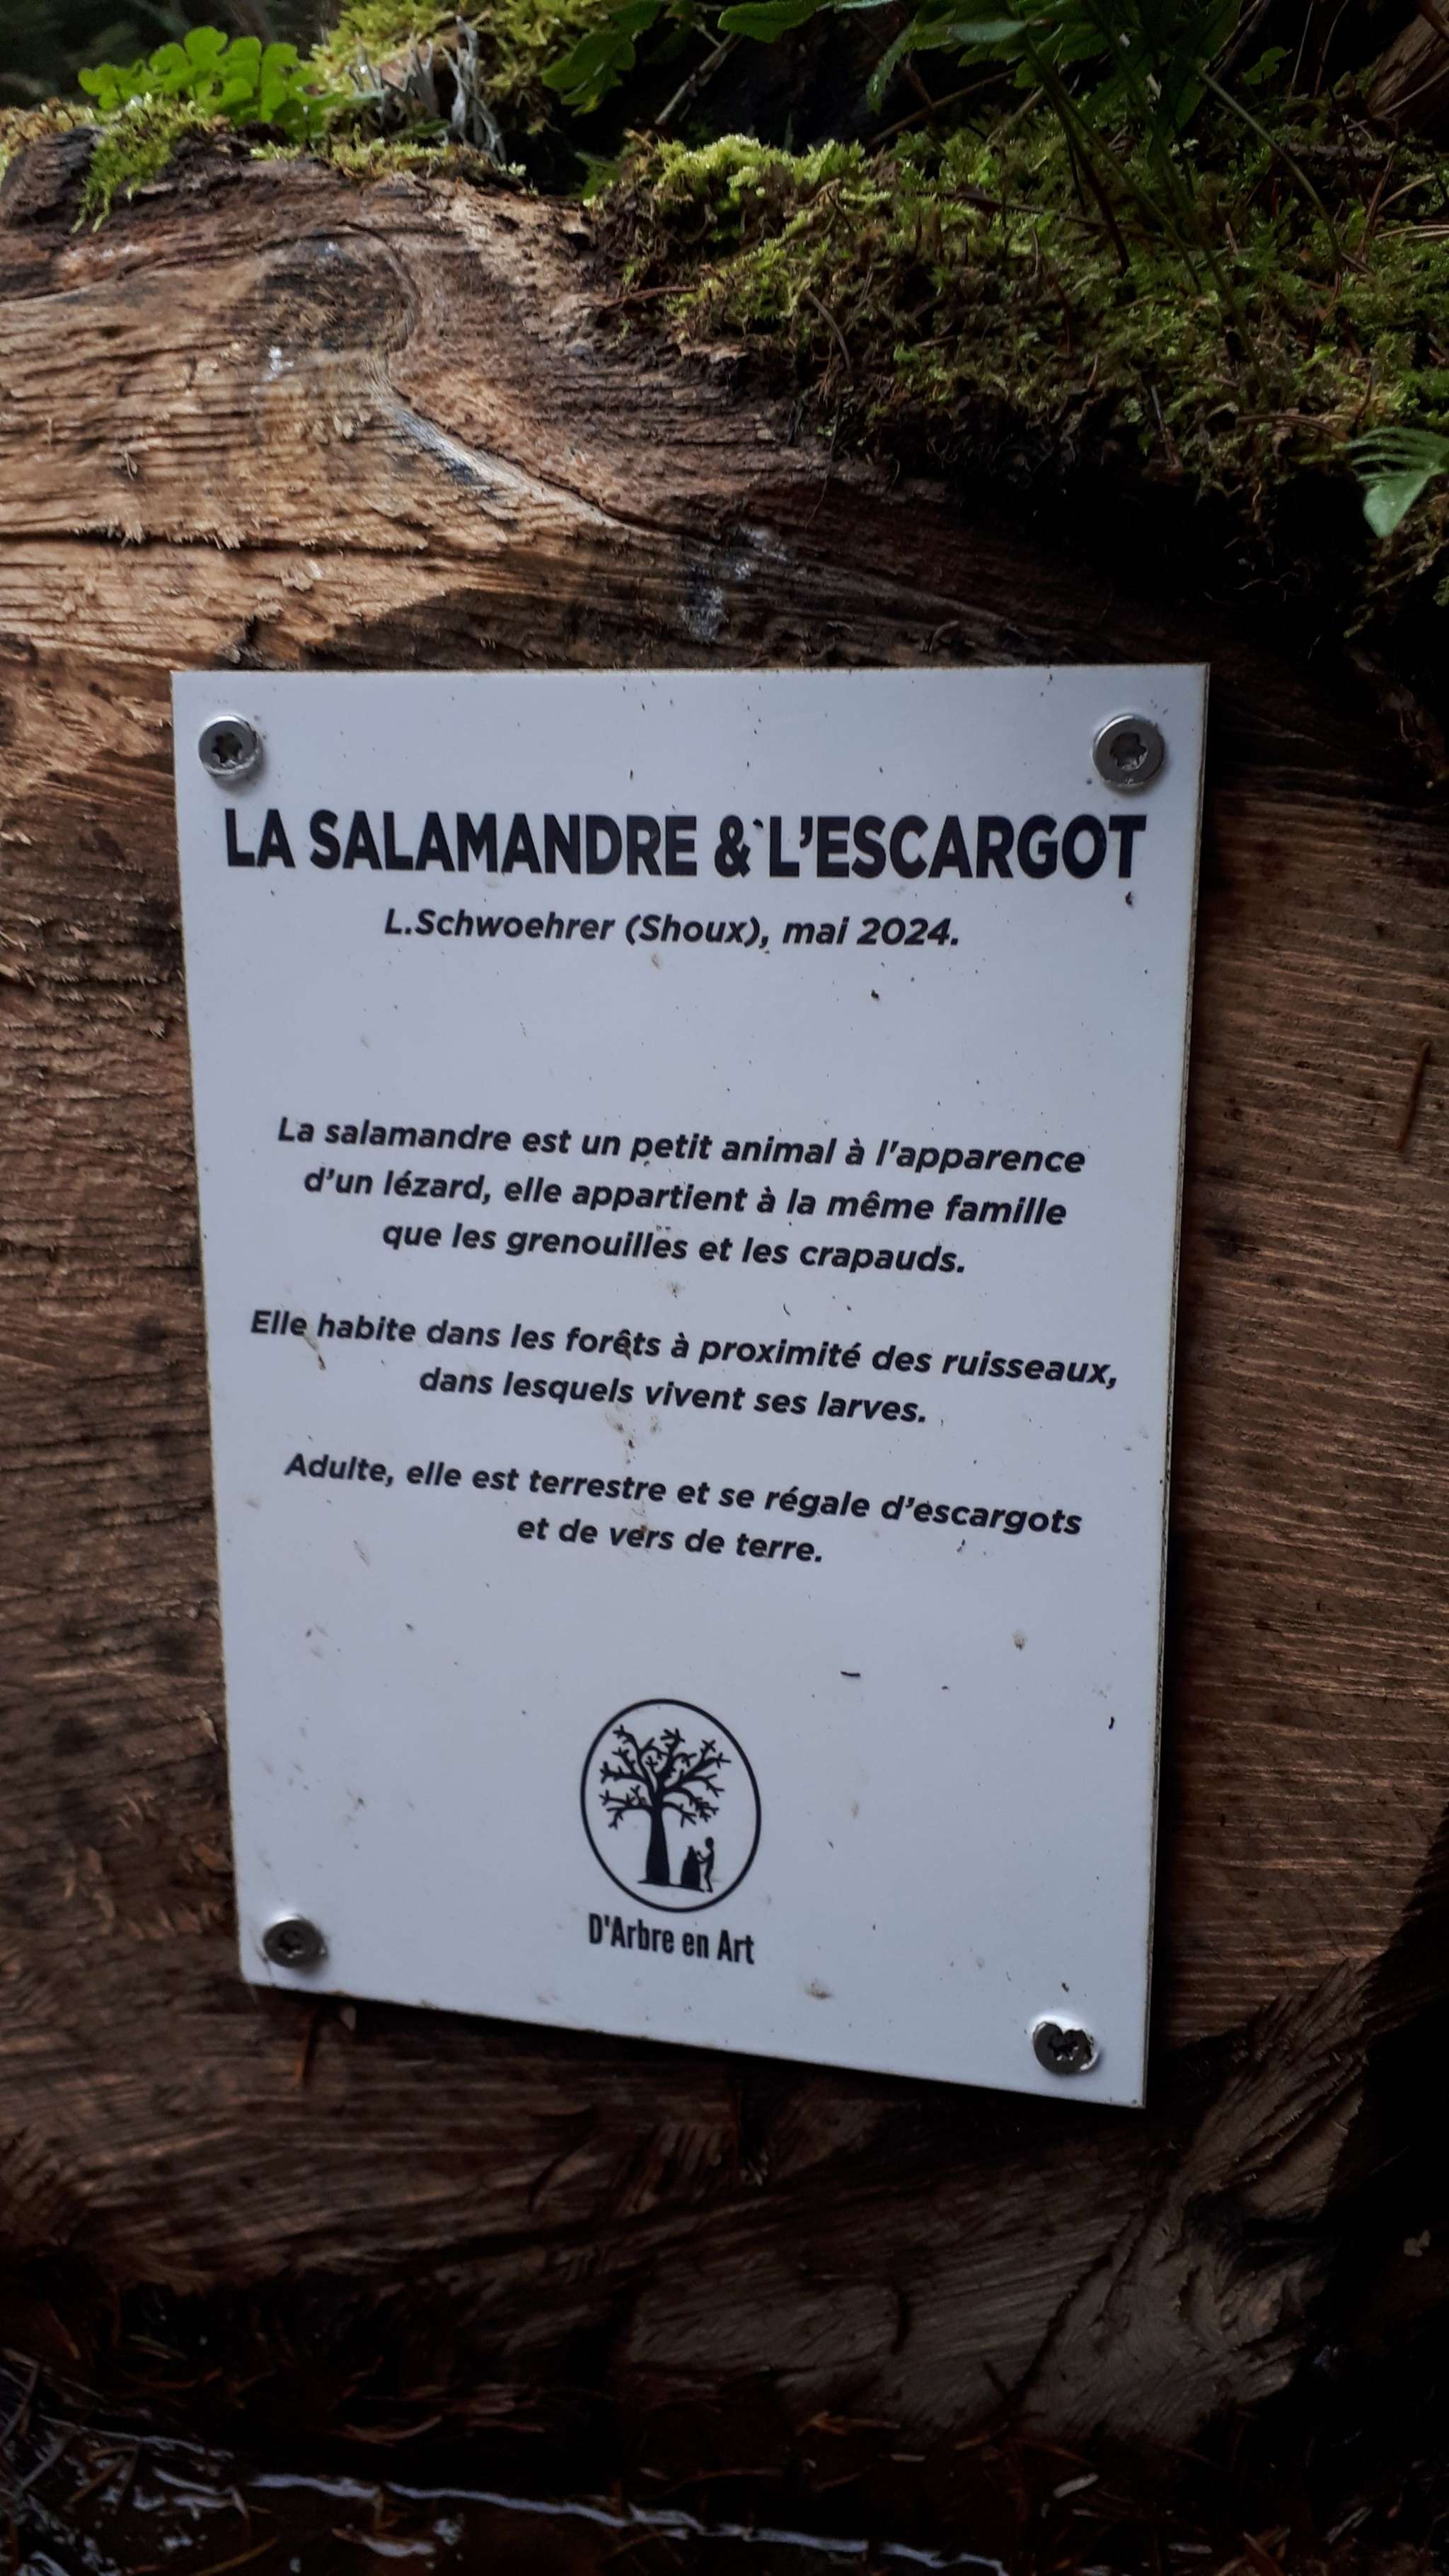 LA SALAMANDRE & L'ESCARGOT
L.Schwoehrer (Shoux), mai 2024.
La salamandre est un petit animal à l'apparence
d'un lézard, elle appartient à la même famille
que les grenouilles et les crapauds.
Elle habite dans les forêts à proximité des ruisseaux,
dans lesquels vivent ses larves.
Adulte, elle est terrestre et se régale d'escargots
et de vers de terre.
D'Arbre en Art